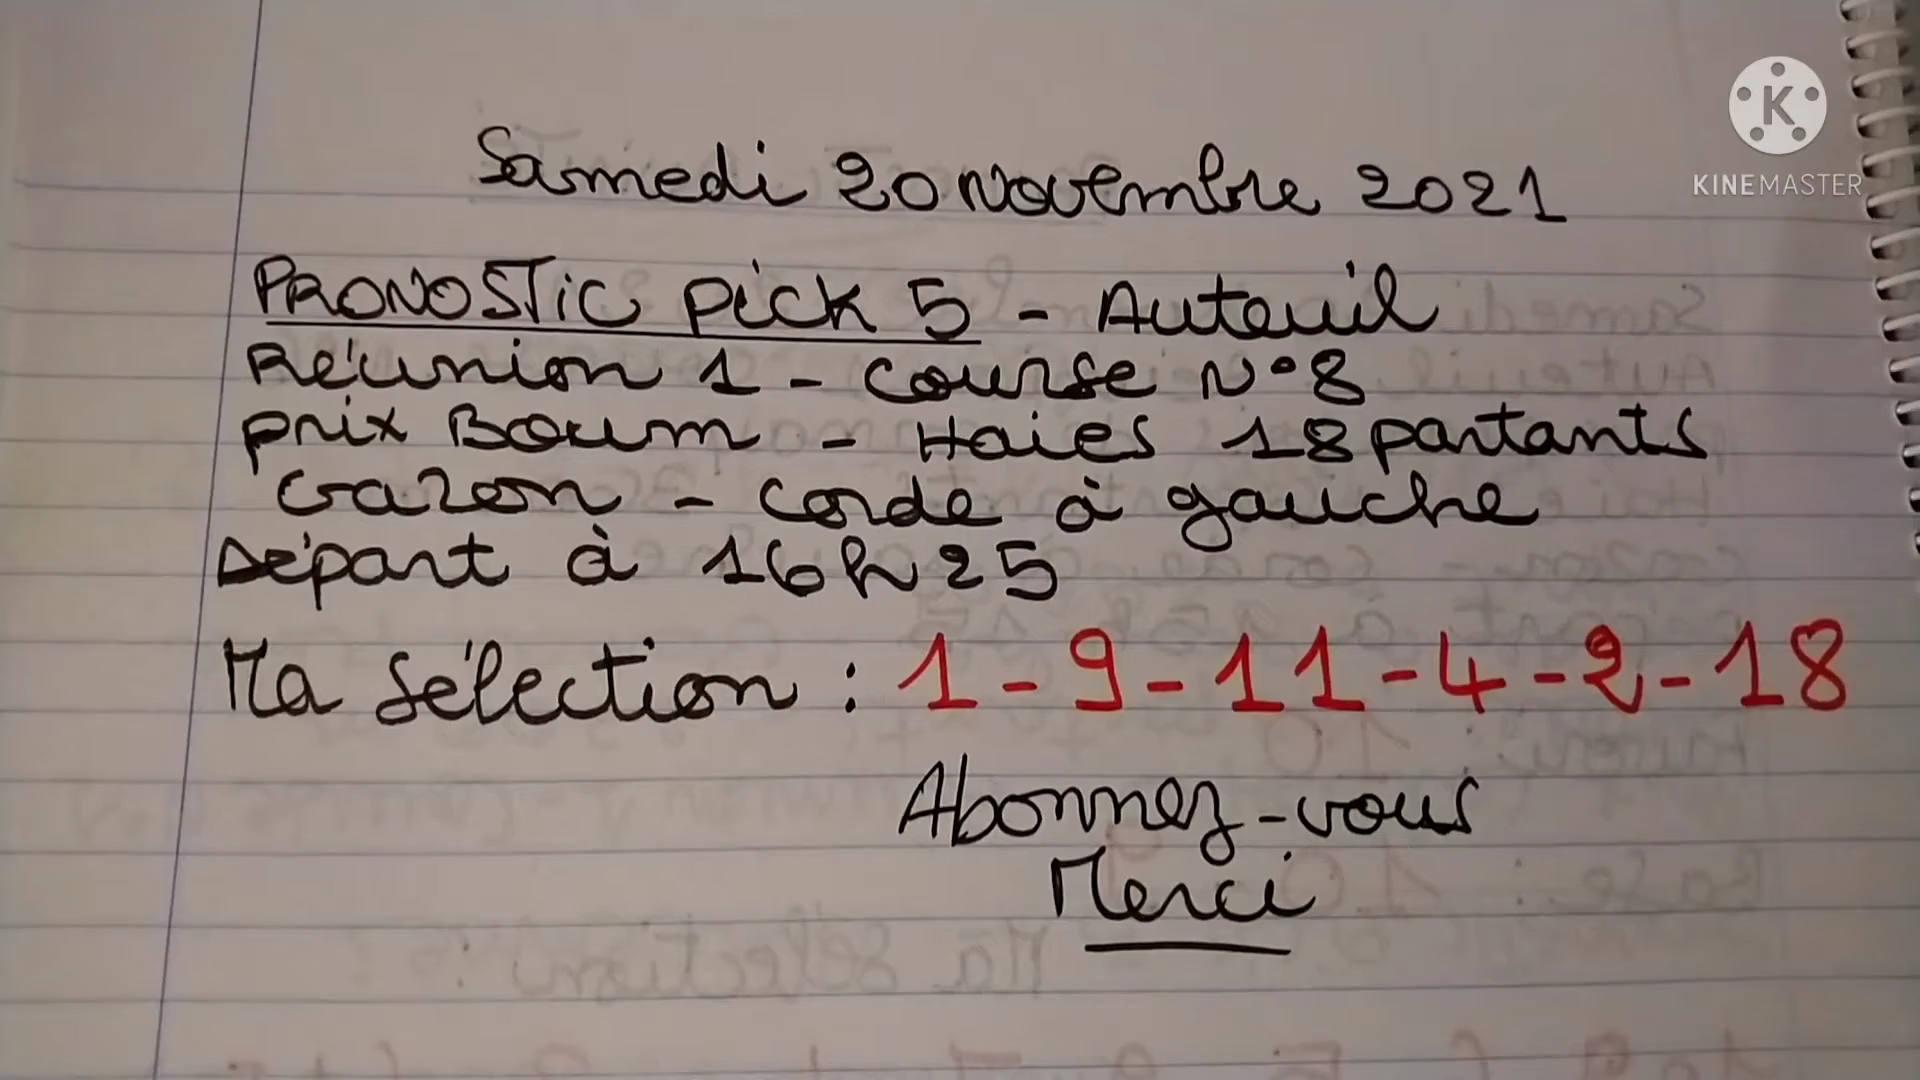 Samedi 20 Novembre 2021
PRONOSTIC PICK 5 - Auteuil
Réunion 1 - Course N°8
prix Boum - Haies 18 partants
Gazon - Corde à gauche
Départ à 16h25
Ma Sélection : 1-9-11-4-2-18
Abonnez-vous
Merci
K
KINEMASTER